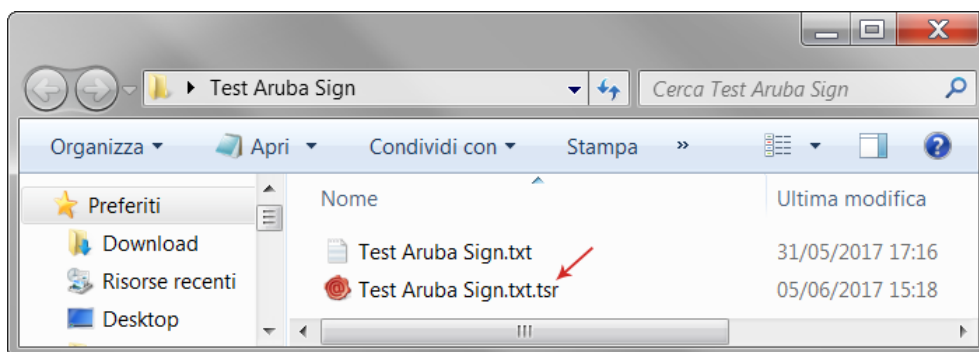 Test Aruba Sign
Cerca Test Aruba Sign
Organizza Apri Condividi con Stampa »
Preferiti
Download
Risorse recenti
Desktop
Nome Ultima modifica
Test Aruba Sign.txt 31/05/2017 17:16
Test Aruba Sign.txt.tsr 05/06/2017 15:18